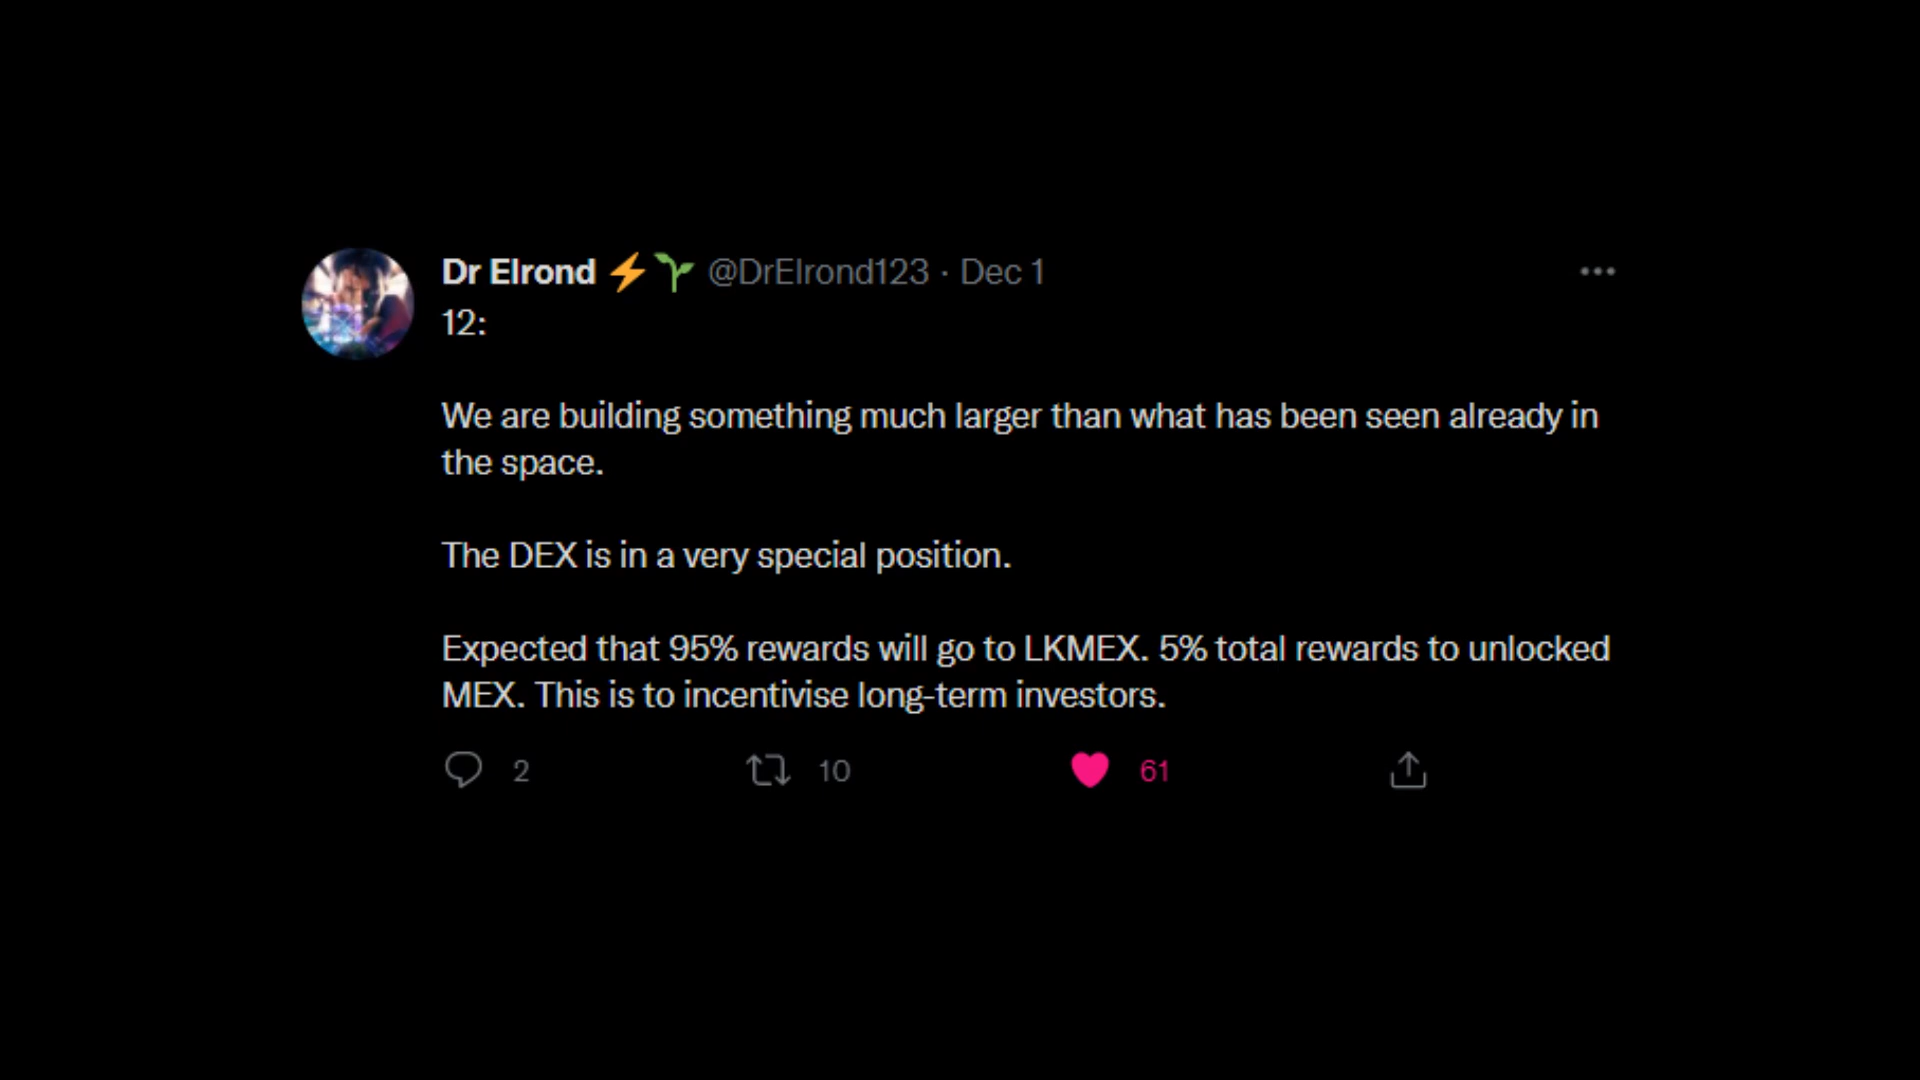 Dr Elrond ⚡🌱 @DrElrond123 · Dec 1
12:
We are building something much larger than what has been seen already in
the space.
The DEX is in a very special position.
Expected that 95% rewards will go to LKMEX. 5% total rewards to unlocked
MEX. This is to incentivise long-term investors.
2 10 61